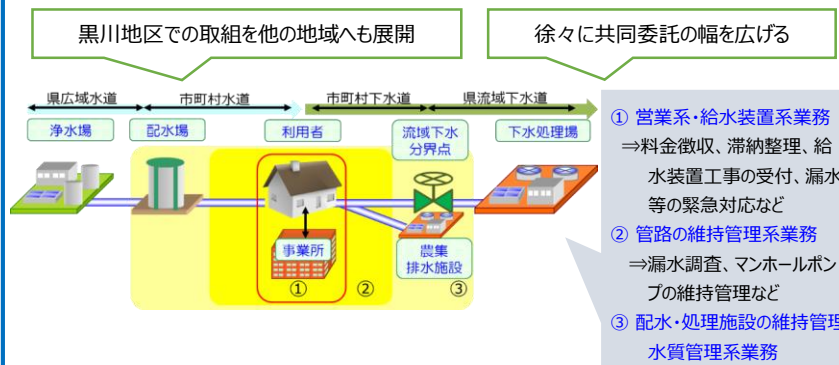 黒川地区での取組を他の地域へも展開
徐々に共同委託の幅を広げる
県広域水道
市町村水道
市町村下水道
県流域下水道
浄水場
配水場
利用者
流域下水
分界点
下水処理場
事業所
農集
排水施設
①
②
③
① 営業系・給水装置系業務
⇒料金徴収、滞納整理、給
水装置工事の受付、漏水
等の緊急対応など
② 管路の維持管理系業務
⇒漏水調査、マンホールポン
プの維持管理など
③ 配水・処理施設の維持管理
水質管理系業務